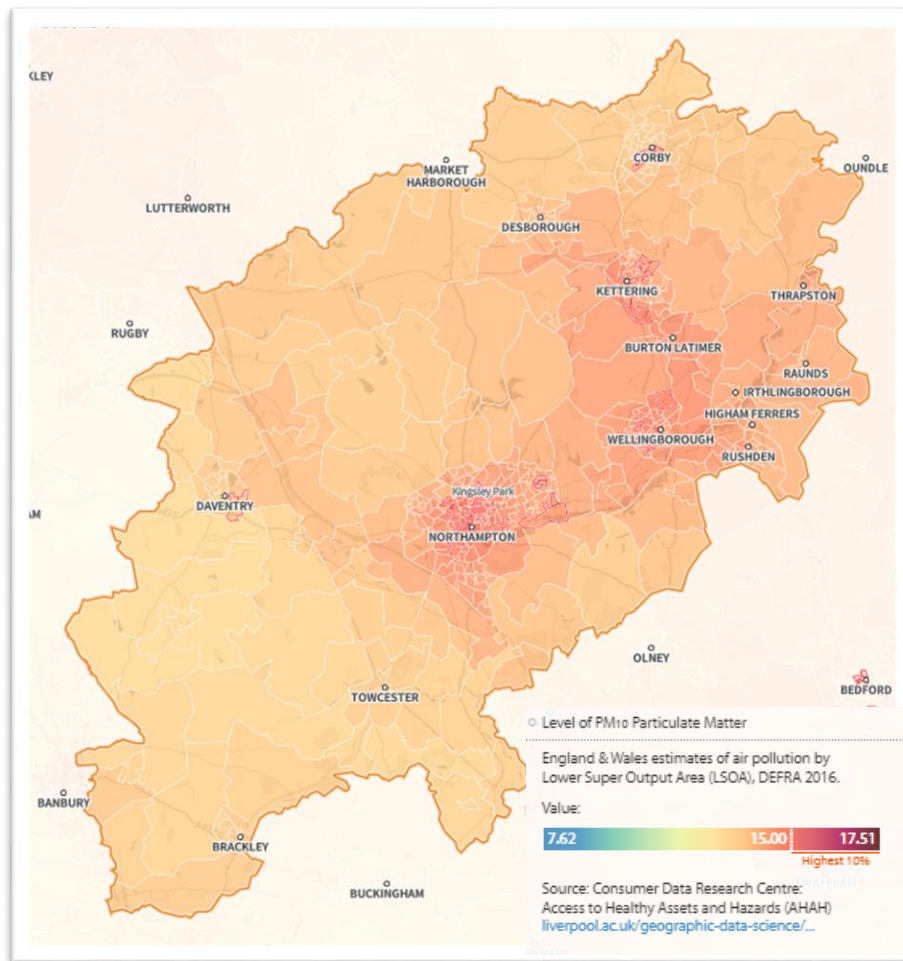 KLEY
OUNDLE
CORBY
MARKET
HARBOROUGH
LUTTERWORTH
DESBOROUGH
KETTERING
THRAPSTON
RUGBY
BURTON LATIMER
RAUNDS
IRTHLINGBOROUGH
HIGHAM FERRERS
WELLINGBOROUGH
RUSHDEN
Kingsley Park
DAVENTRY
AM
NORTHAMPTON
OLNEY
BEDFORD
TOWCESTER
BANBURY
BRACKLEY
BUCKINGHAM
Level of PM10 Particulate Matter
England & Wales estimates of air pollution by
Lower Super Output Area (LSOA), DEFRA 2016.
Value:
7.62 15.00 17.51
Highest 10%
Source: Consumer Data Research Centre:
Access to Healthy Assets and Hazards (AHAH)
liverpool.ac.uk/geographic-data-science/...